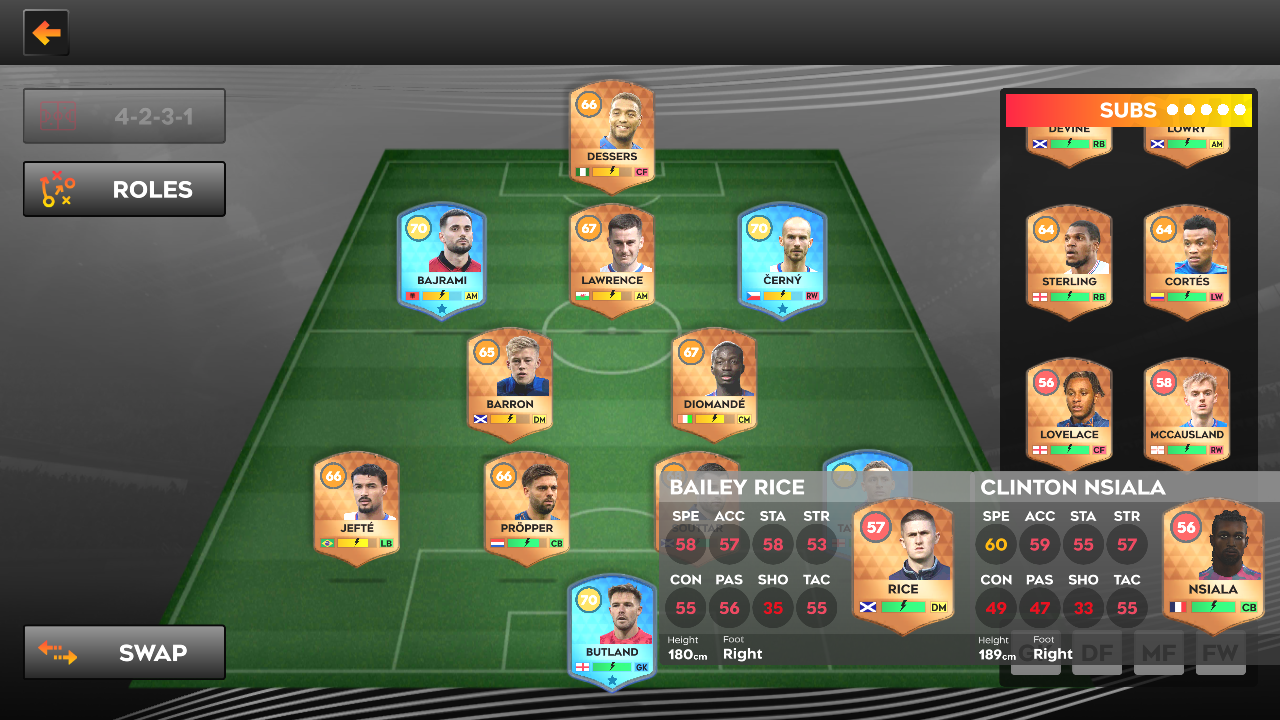 4-2-3-1
ROLES
SWAP
66
DESSERS
CF
70
BAJRAMI
AM
67
LAWRENCE
AM
70
ČERNÝ
RW
65
BARRON
DM
67
DIOMANDÉ
CM
66
JEFTÉ
LB
66
PRÖPPER
CB
70
BUTLAND
GK
SUBS
DEVINE
RB
LOWRY
AM
64
STERLING
RB
64
CORTÉS
LW
56
LOVELACE
CF
58
MCCAUSLAND
RW
BAILEY RICE
SPE ACC STA STR
58 57 58 53
CON PAS SHO TAC
55 56 35 55
Height Foot
180cm Right
57
RICE
DM
CLINTON NSIALA
SPE ACC STA STR
60 59 55 57
CON PAS SHO TAC
49 47 33 55
Height Foot
189cm Right
56
NSIALA
CB
DF MF FW